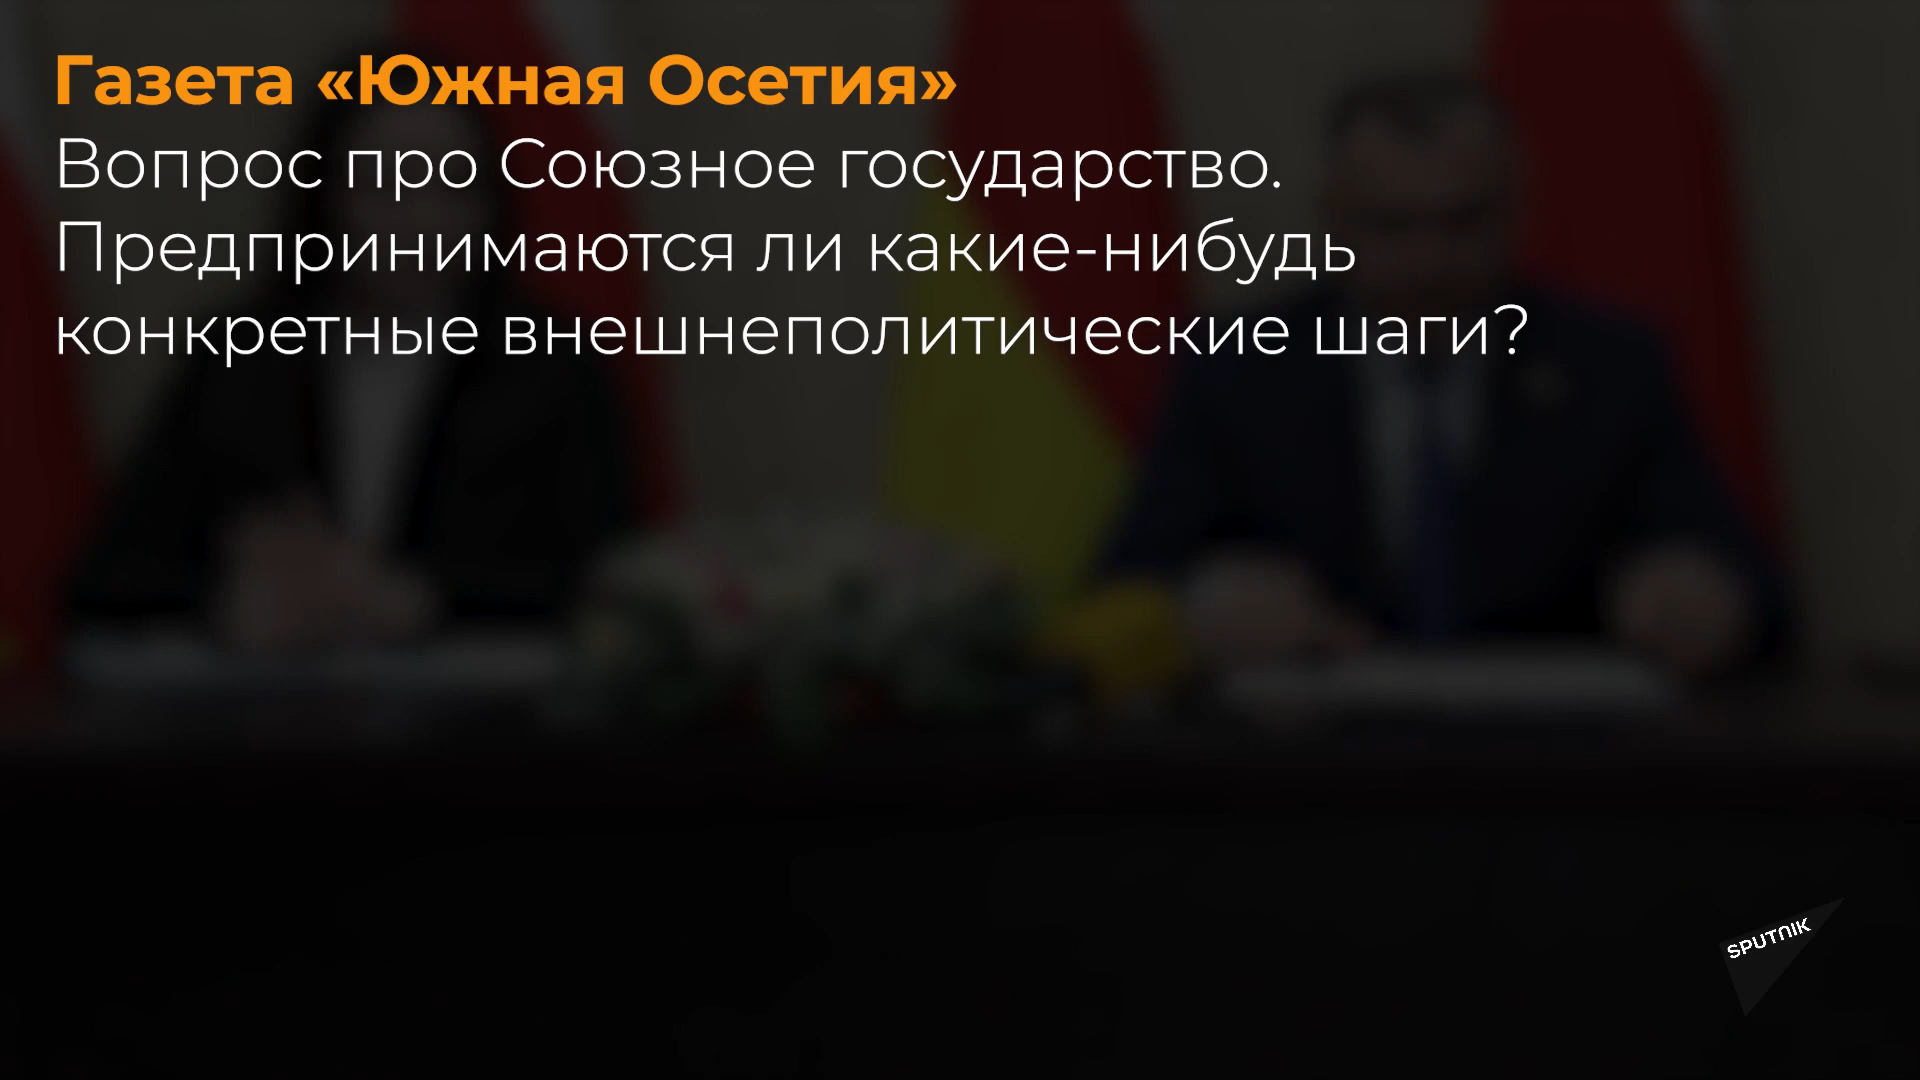 Газета «Южная Осетия»
Вопрос про Союзное государство.
Предпринимаются ли какие-нибудь
конкретные внешнеполитические шаги?
SPUTNIK